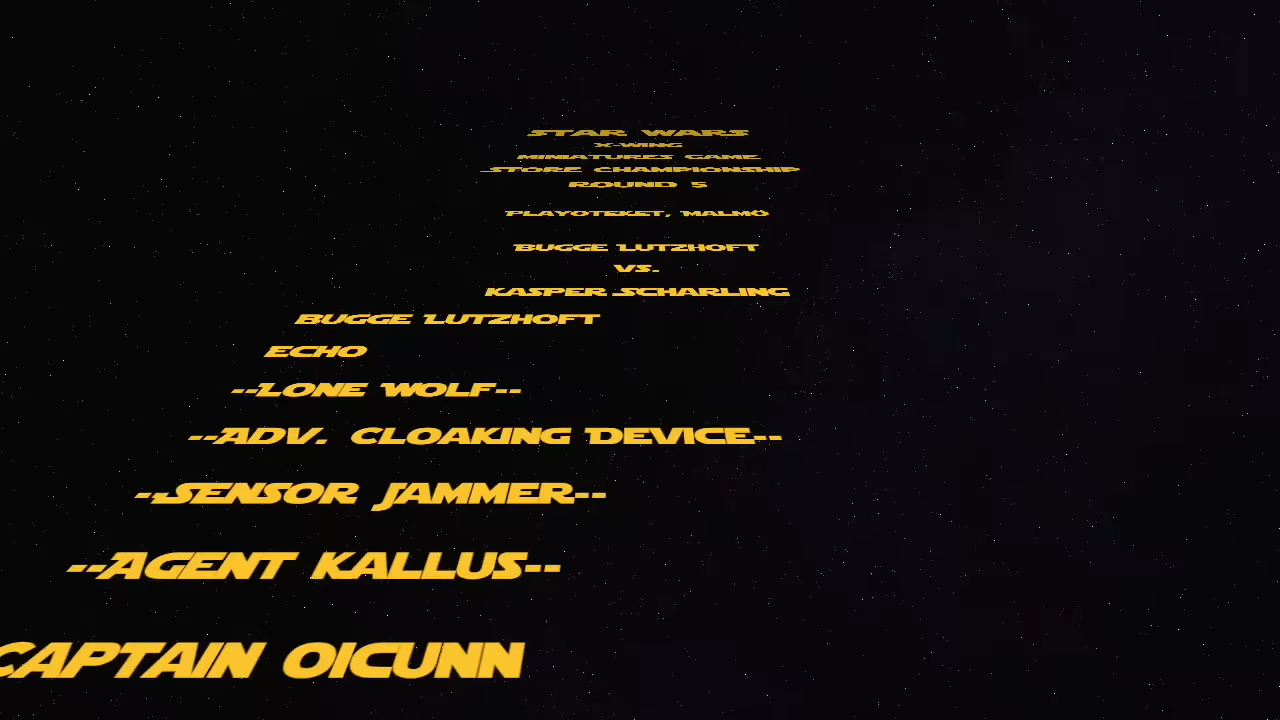 STAR WARS
X-WING
MINIATURES GAME
STORE CHAMPIONSHIP
ROUND 5
PLAYOTEKET, MALMÖ
BUGGE LUTZHOFT
VS.
KASPER SCHARLING
BUGGE LUTZHOFT
ECHO
--LONE WOLF--
--ADV. CLOAKING DEVICE--
--SENSOR JAMMER--
--AGENT KALLUS--
CAPTAIN OICUNN